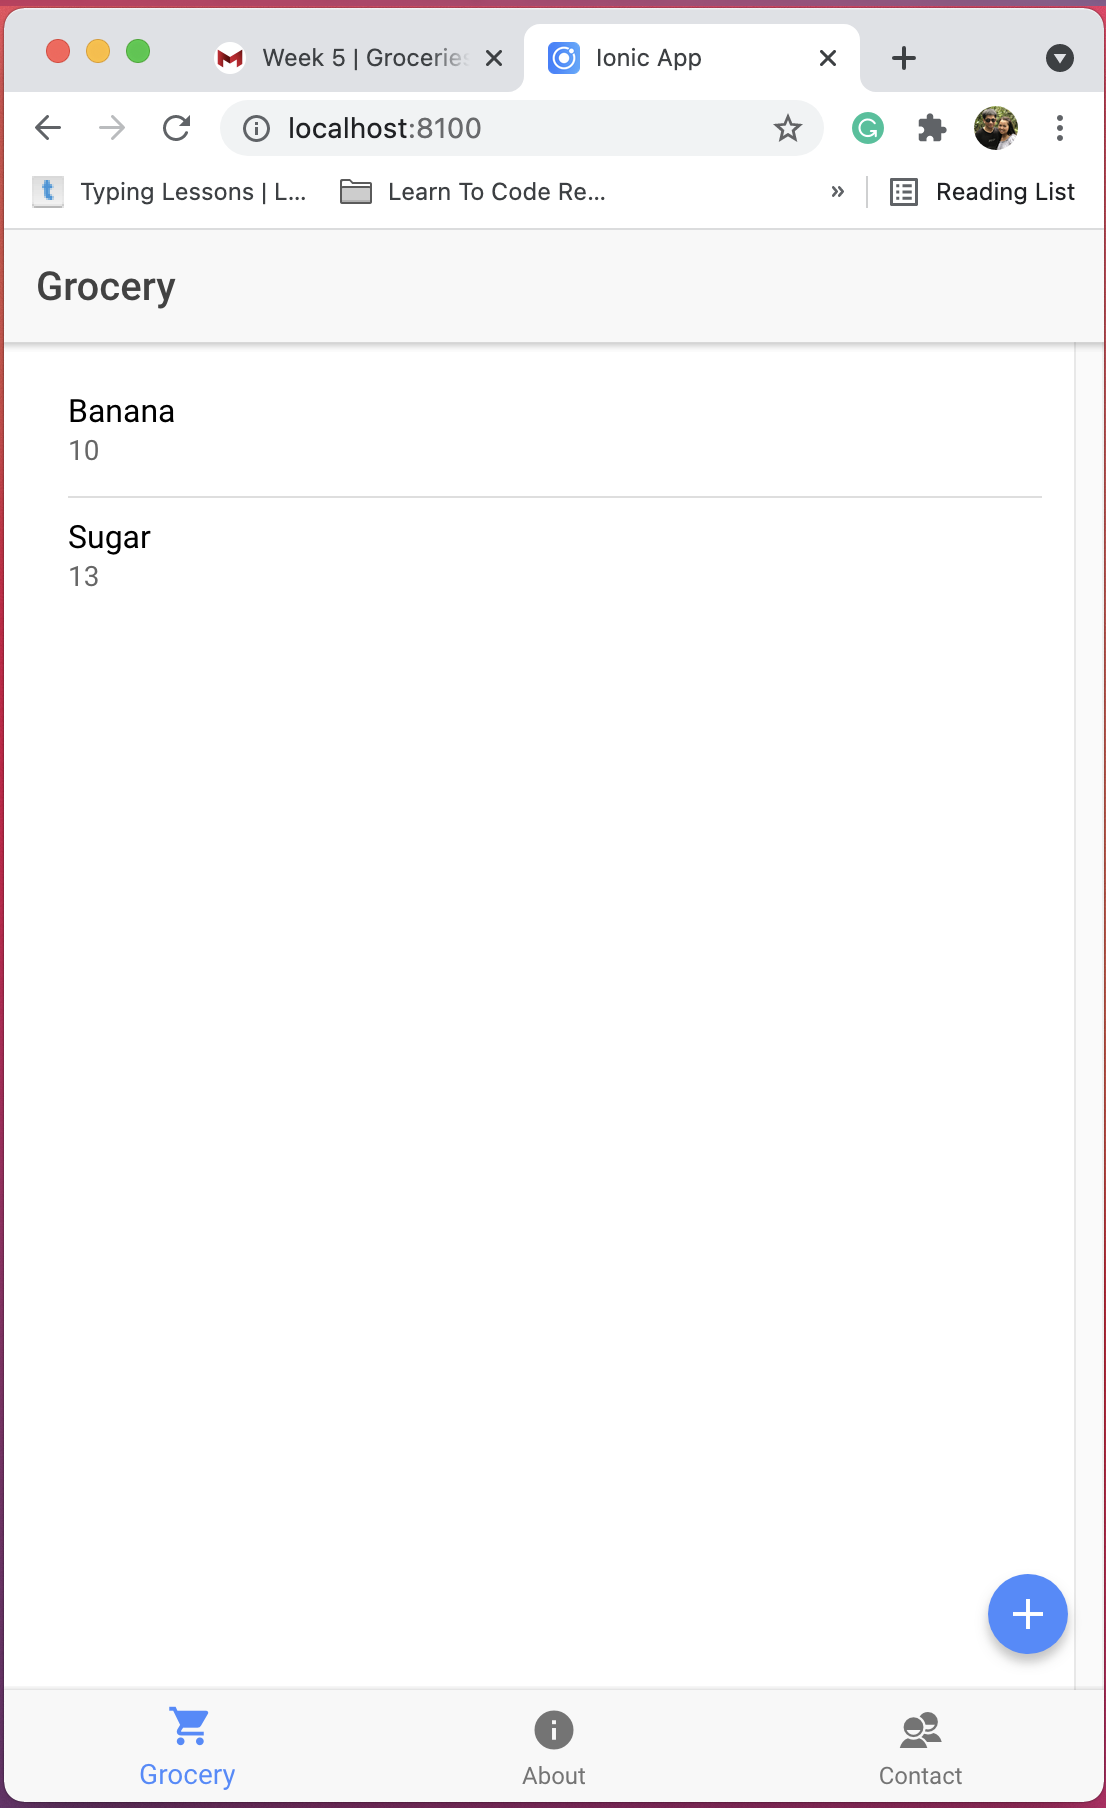 Week 5 | Groceries
Ionic App
localhost:8100
Typing Lessons | L...
Learn To Code Re...
»
Reading List
Grocery
Banana
10
Sugar
13
Grocery
About
Contact